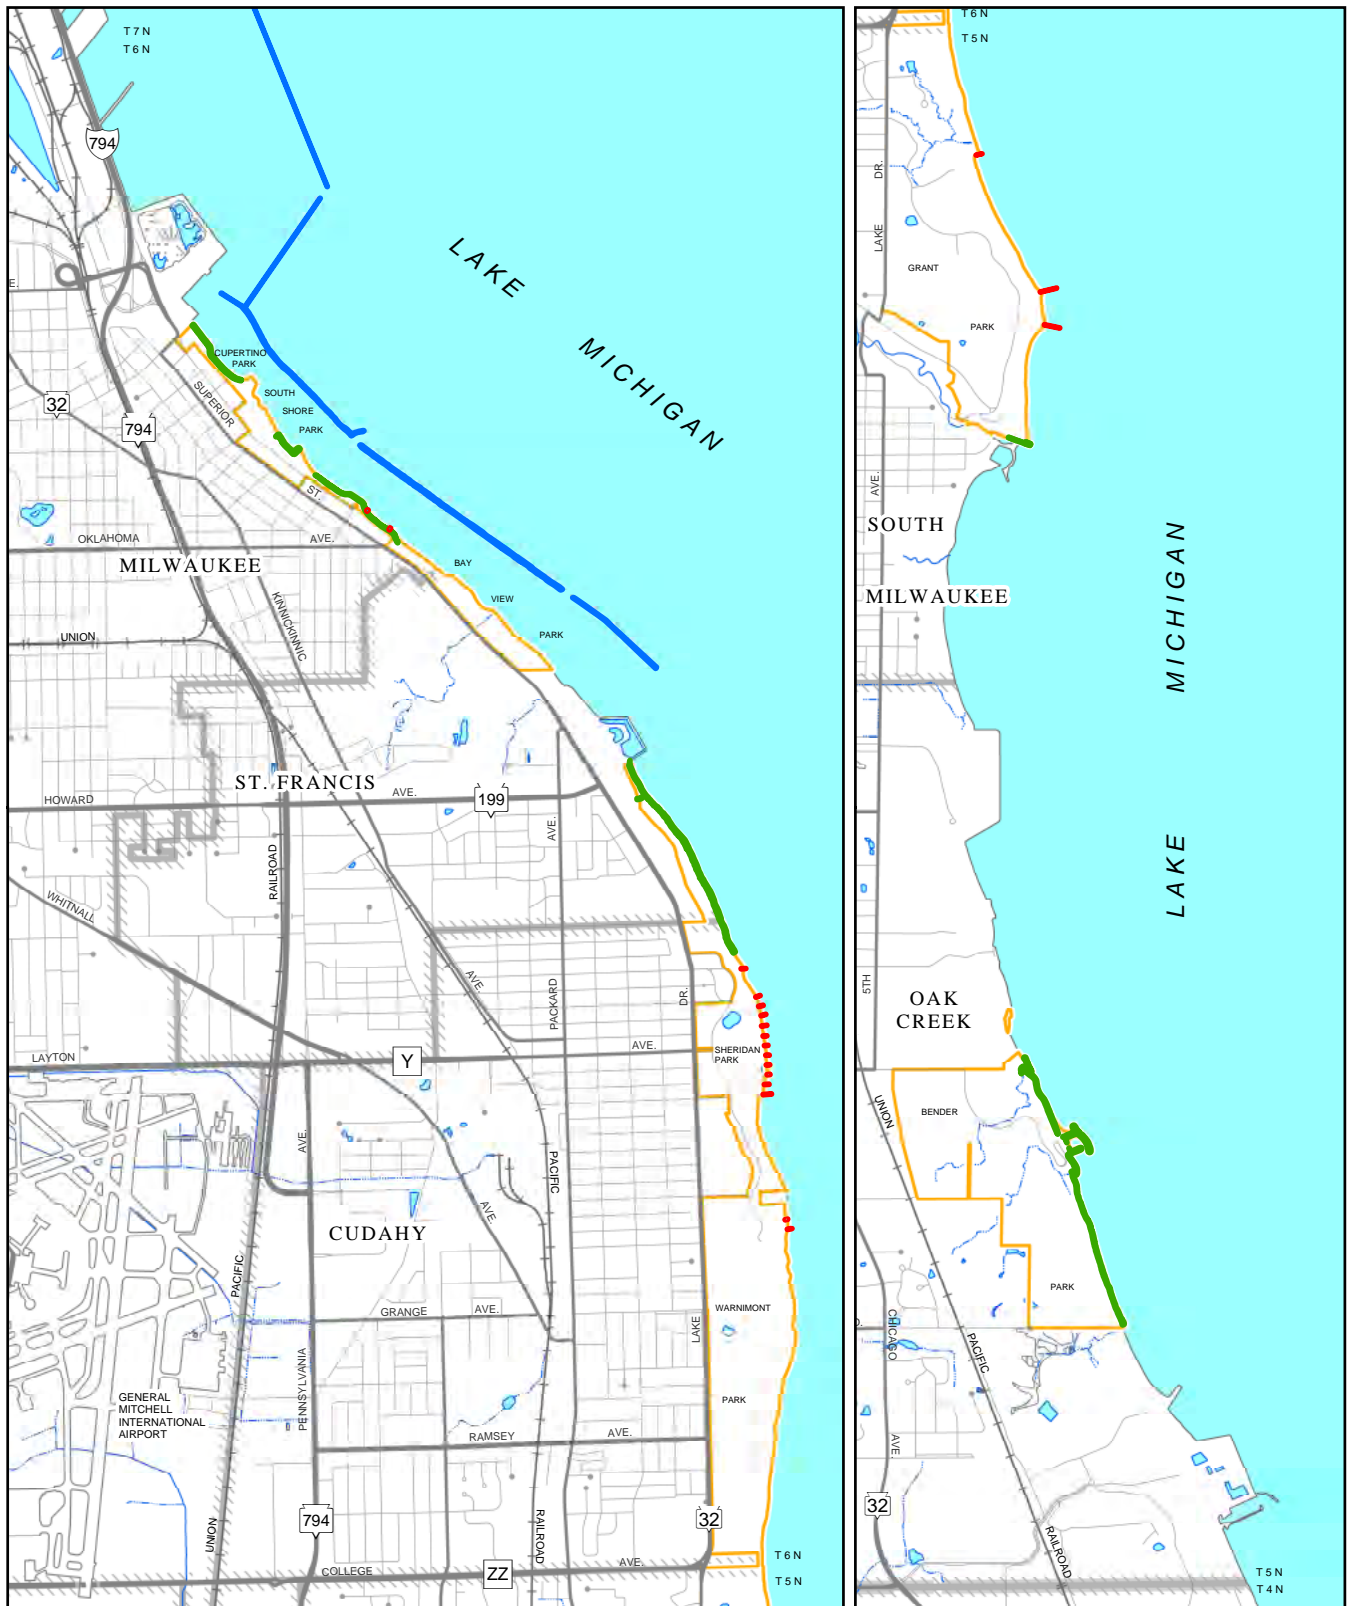 T7N
T6N
794
E.
LAKE
MICHIGAN
CUPERTINO
PARK
SOUTH
SHORE
PARK
SUPERIOR
ST.
32
794
OKLAHOMA
AVE.
MILWAUKEE
BAY
VIEW
PARK
KINNICKINNIC
UNION
ST. FRANCIS
HOWARD
AVE.
199
AVE.
RAILROAD
WHITNALL
AVE.
PACKARD
DR.
LAYTON
Y
AVE.
SHERIDAN
PARK
AVE.
PACIFIC
AVE.
CUDAHY
PACIFIC
GRANGE
AVE.
WARNIMONT
LAKE
PENNSYLVANIA
PARK
GENERAL
MITCHELL
INTERNATIONAL
AIRPORT
RAMSEY
AVE.
794
32
UNION
RAILROAD
COLLEGE
ZZ
AVE.
T6N
T5N
T6N
T5N
DR.
LAKE
GRANT
PARK
AVE.
SOUTH
MILWAUKEE
MICHIGAN
LAKE
5TH
OAK
CREEK
UNION
BENDER
PARK
CHICAGO
PACIFIC
AVE.
32
RAILROAD
T5N
T4N